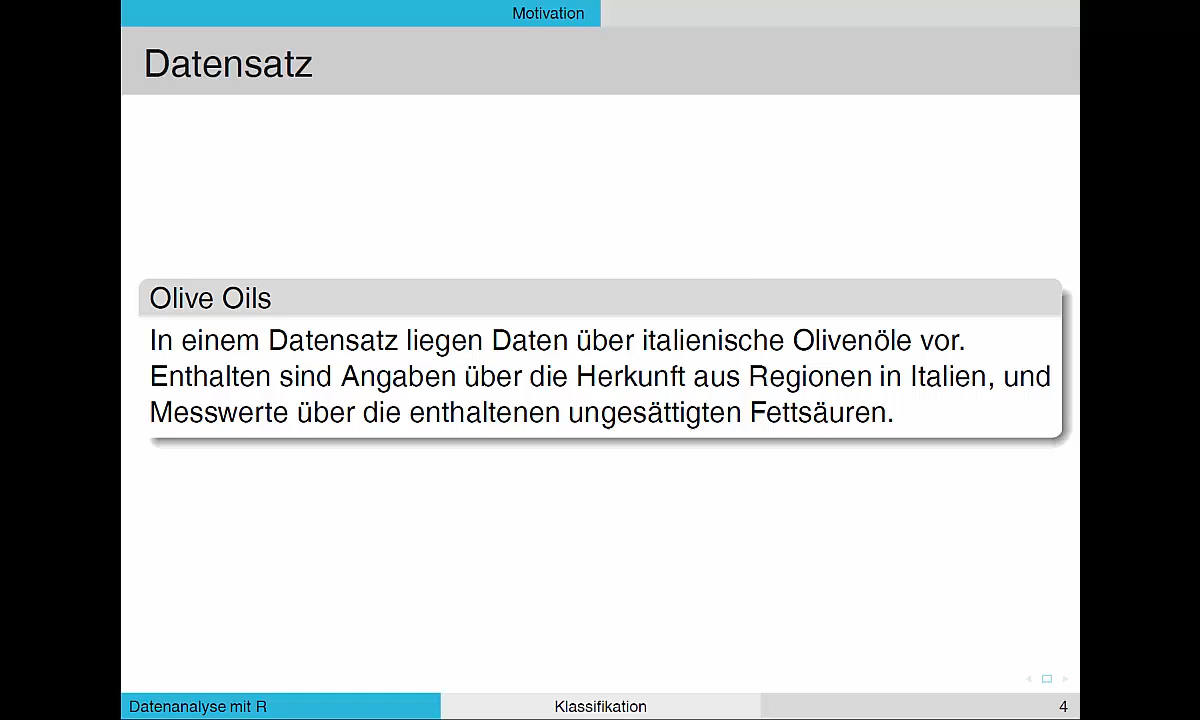 Motivation
Datensatz
Olive Oils
In einem Datensatz liegen Daten über italienische Olivenöle vor.
Enthalten sind Angaben über die Herkunft aus Regionen in Italien, und
Messwerte über die enthaltenen ungesättigten Fettsäuren.
Datenanalyse mit R
Klassifikation
4